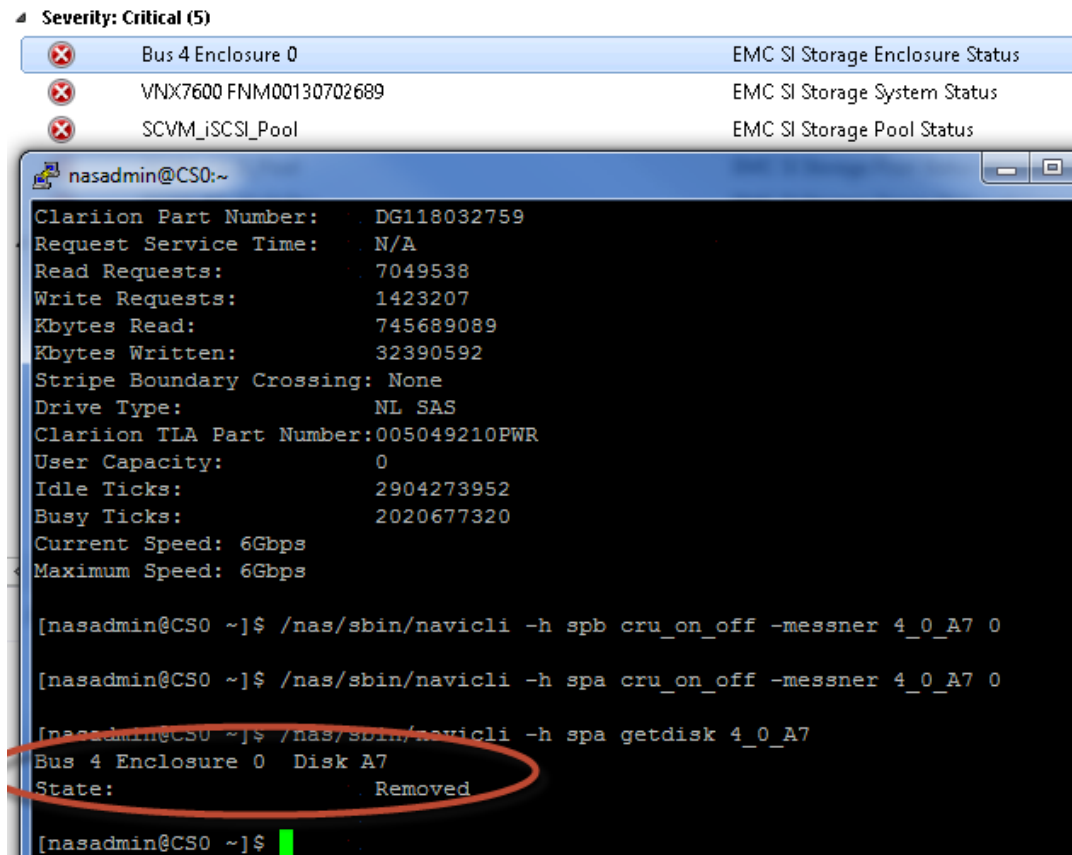 Severity: Critical (5)
Bus 4 Enclosure 0 EMC SI Storage Enclosure Status
VNX7600 FNM00130702689 EMC SI Storage System Status
SCVM_iSCSI_Pool EMC SI Storage Pool Status
nasadmin@CS0:~
Clariion Part Number: DG118032759
Request Service Time: N/A
Read Requests: 7049538
Write Requests: 1423207
Kbytes Read: 745689089
Kbytes Written: 32390592
Stripe Boundary Crossing: None
Drive Type: NL SAS
Clariion TLA Part Number:005049210PWR
User Capacity: 0
Idle Ticks: 2904273952
Busy Ticks: 2020677320
Current Speed: 6Gbps
Maximum Speed: 6Gbps
[nasadmin@CS0 ~]$ /nas/sbin/navicli -h spb cru_on_off -messner 4_0_A7 0
[nasadmin@CS0 ~]$ /nas/sbin/navicli -h spa cru_on_off -messner 4_0_A7 0
[nasadmin@CS0 ~]$ /nas/sbin/navicli -h spa getdisk 4_0_A7
Bus 4 Enclosure 0 Disk A7
State: Removed
[nasadmin@CS0 ~]$